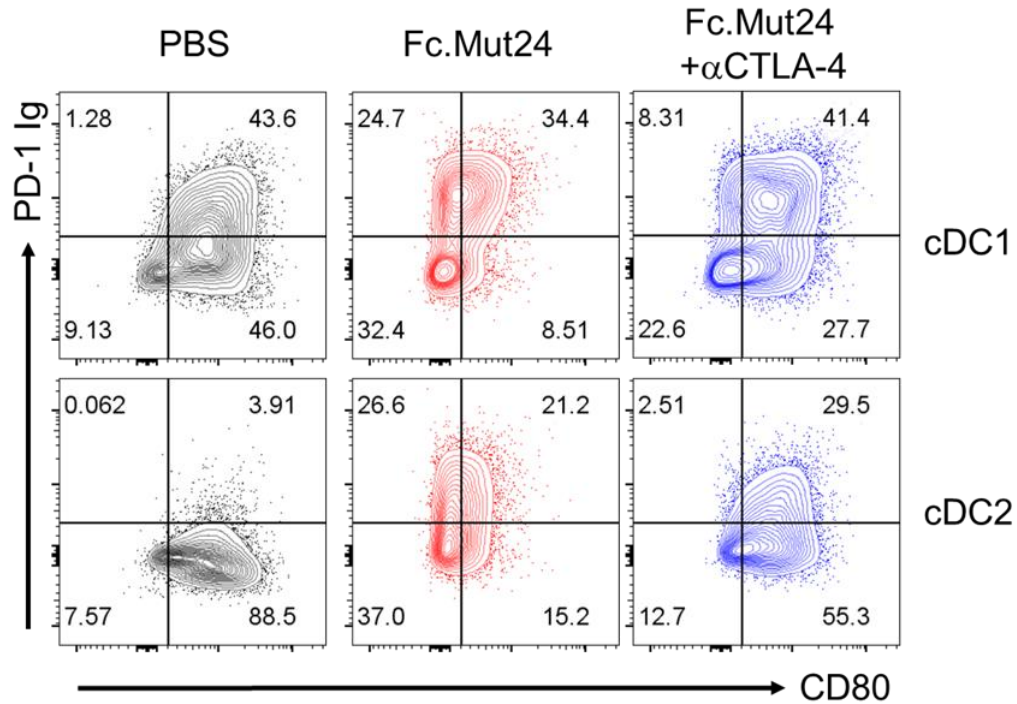 PBS
Fc.Mut24
Fc.Mut24
+αCTLA-4
PD-1 Ig
1.28 43.6
9.13 46.0
24.7 34.4
32.4 8.51
8.31 41.4
22.6 27.7
cDC1
0.062 3.91
7.57 88.5
26.6 21.2
37.0 15.2
2.51 29.5
12.7 55.3
cDC2
CD80